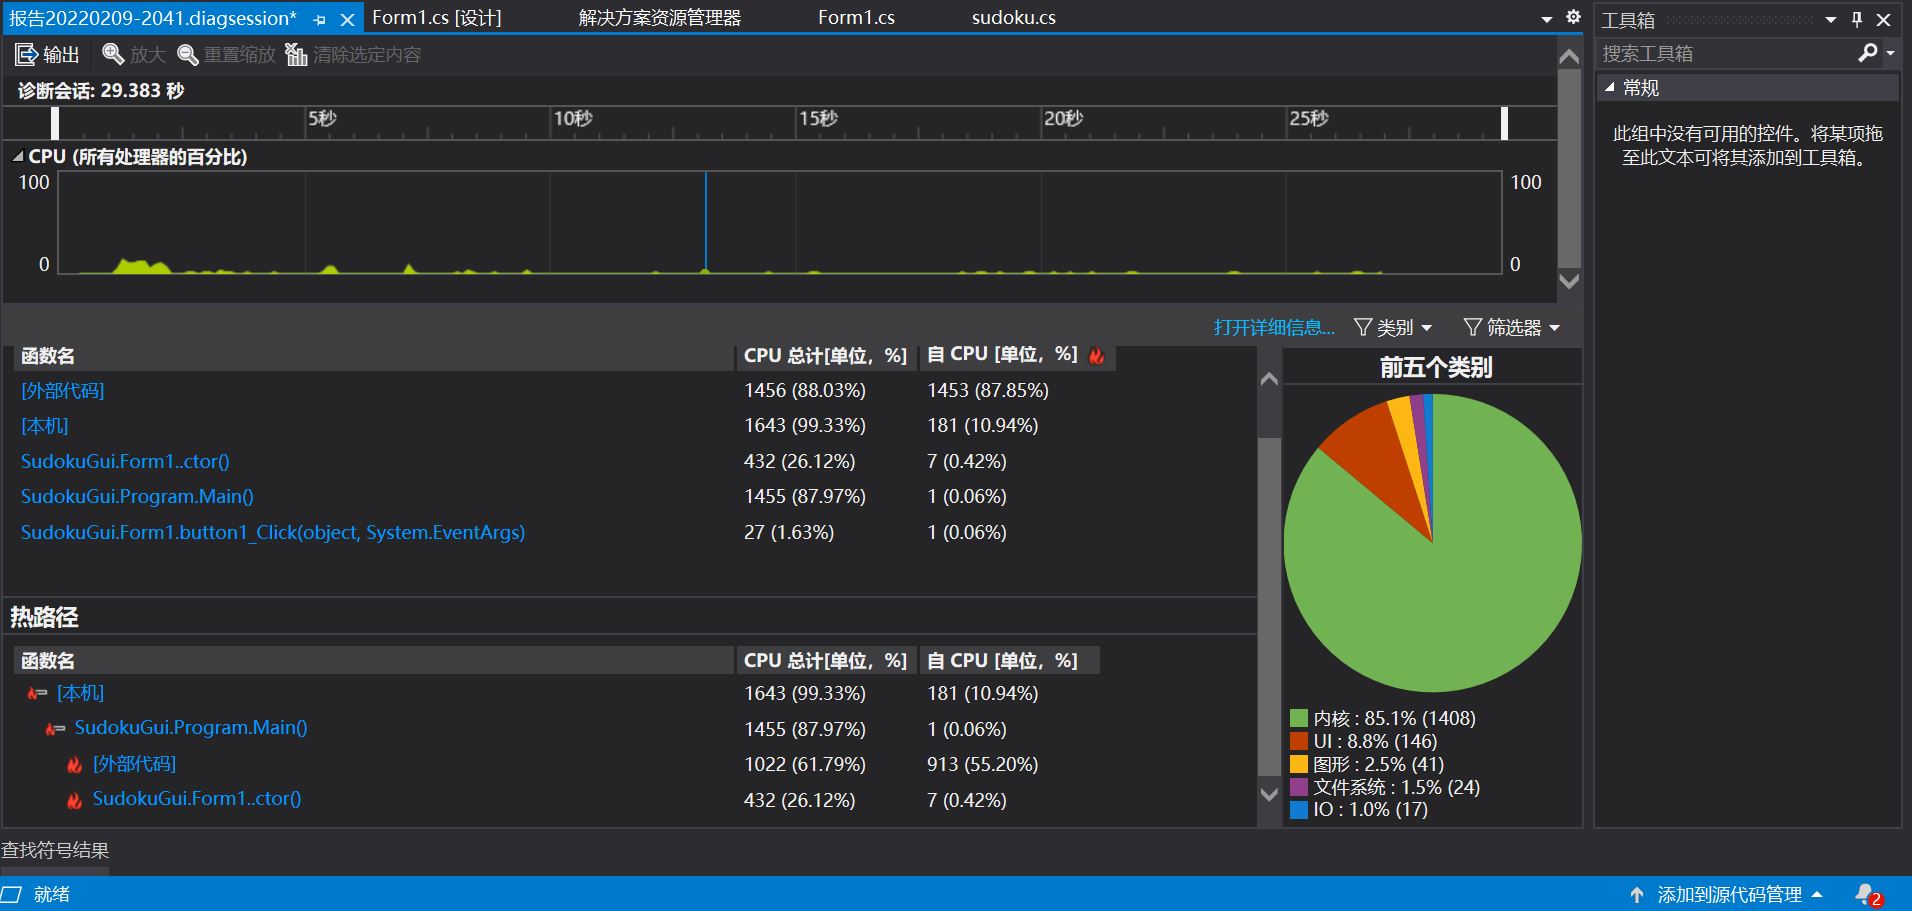 报告20220209-2041.diagsession*
Form1.cs [设计]
解决方案资源管理器
Form1.cs
sudoku.cs
输出
放大
重置缩放
清除选定内容
诊断会话: 29.383 秒
5秒
10秒
15秒
20秒
25秒
CPU (所有处理器的百分比)
100
100
0
0
打开详细信息...
类别
筛选器
函数名
CPU 总计[单位，%]
自 CPU [单位，%]
[外部代码]
1456 (88.03%)
1453 (87.85%)
[本机]
1643 (99.33%)
181 (10.94%)
SudokuGui.Form1..ctor()
432 (26.12%)
7 (0.42%)
SudokuGui.Program.Main()
1455 (87.97%)
1 (0.06%)
SudokuGui.Form1.button1_Click(object, System.EventArgs)
27 (1.63%)
1 (0.06%)
热路径
函数名
CPU 总计[单位，%]
自 CPU [单位，%]
[本机]
1643 (99.33%)
181 (10.94%)
SudokuGui.Program.Main()
1455 (87.97%)
1 (0.06%)
[外部代码]
1022 (61.79%)
913 (55.20%)
SudokuGui.Form1..ctor()
432 (26.12%)
7 (0.42%)
前五个类别
内核 : 85.1% (1408)
UI : 8.8% (146)
图形 : 2.5% (41)
文件系统 : 1.5% (24)
IO : 1.0% (17)
工具箱
搜索工具箱
常规
此组中没有可用的控件。将某项拖
至此文本可将其添加到工具箱。
查找符号结果
就绪
添加到源代码管理
2